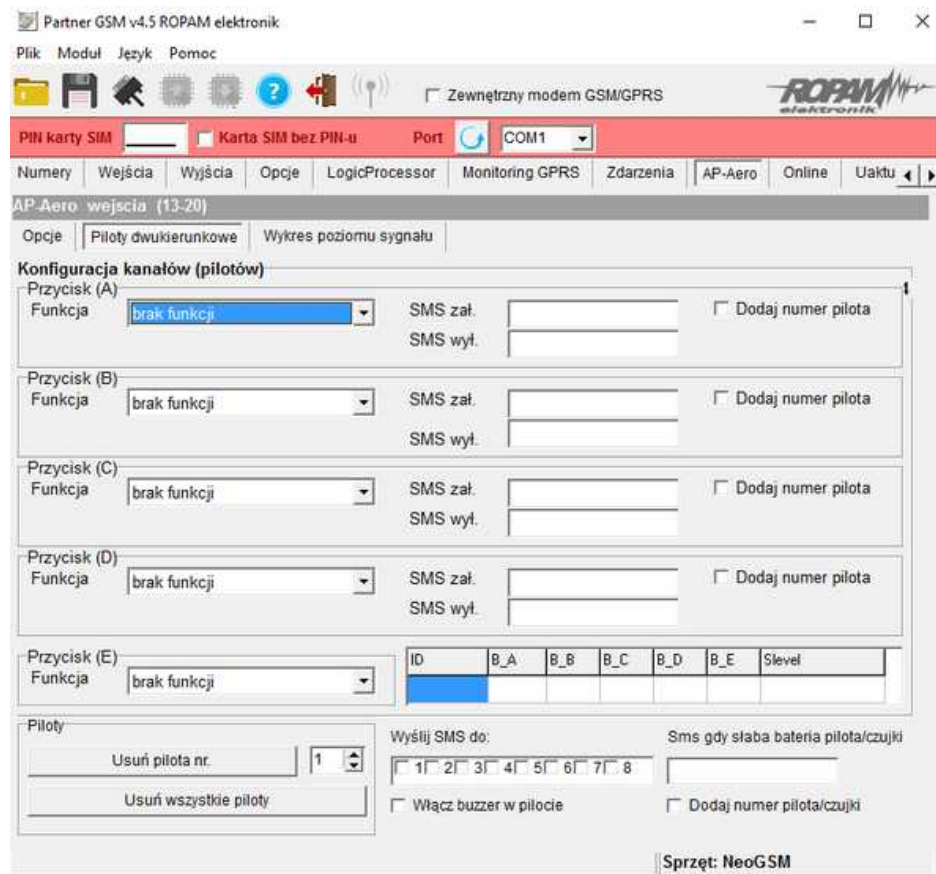 Partner GSM v4.5 ROPAM elektronik
Plik Moduł Język Pomoc
Zewnętrzny modem GSM/GPRS
ROPAM
elektronik
PIN karty SIM Karta SIM bez PIN-u Port COM1
Numery Wejścia Wyjścia Opcje LogicProcessor Monitoring GPRS Zdarzenia AP-Aero Online Uaktu
AP-Aero wejscia (13-20)
Opcje Piloty dwukierunkowe Wykres poziomu sygnału
Konfiguracja kanałów (pilotów)
Przycisk (A)
Funkcja brak funkcji SMS zał. Dodaj numer pilota
SMS wył.
Przycisk (B)
Funkcja brak funkcji SMS zał. Dodaj numer pilota
SMS wył.
Przycisk (C)
Funkcja brak funkcji SMS zał. Dodaj numer pilota
SMS wył.
Przycisk (D)
Funkcja brak funkcji SMS zał. Dodaj numer pilota
SMS wył.
Przycisk (E)
Funkcja brak funkcji
ID B_A B_B B_C B_D B_E Slevel
Piloty
Usuń pilota nr. 1
Usuń wszystkie piloty
Wyślij SMS do:
1 2 3 4 5 6 7 8
Włącz buzzer w pilocie
Sms gdy słaba bateria pilota/czujki
Dodaj numer pilota/czujki
Sprzęt: NeoGSM